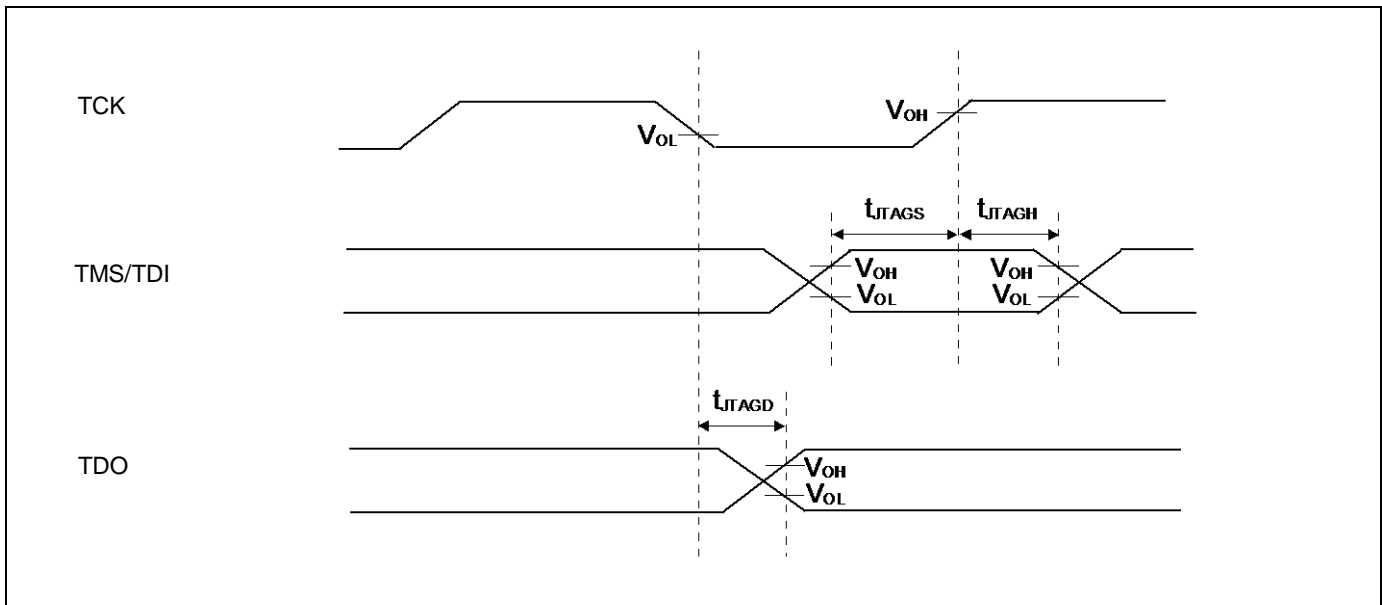 TCK
VOL
VOH
tJTAGS
tJTAGH
TMS/TDI
VOH
VOL
VOH
VOL
tJTAGD
TDO
VOH
VOL